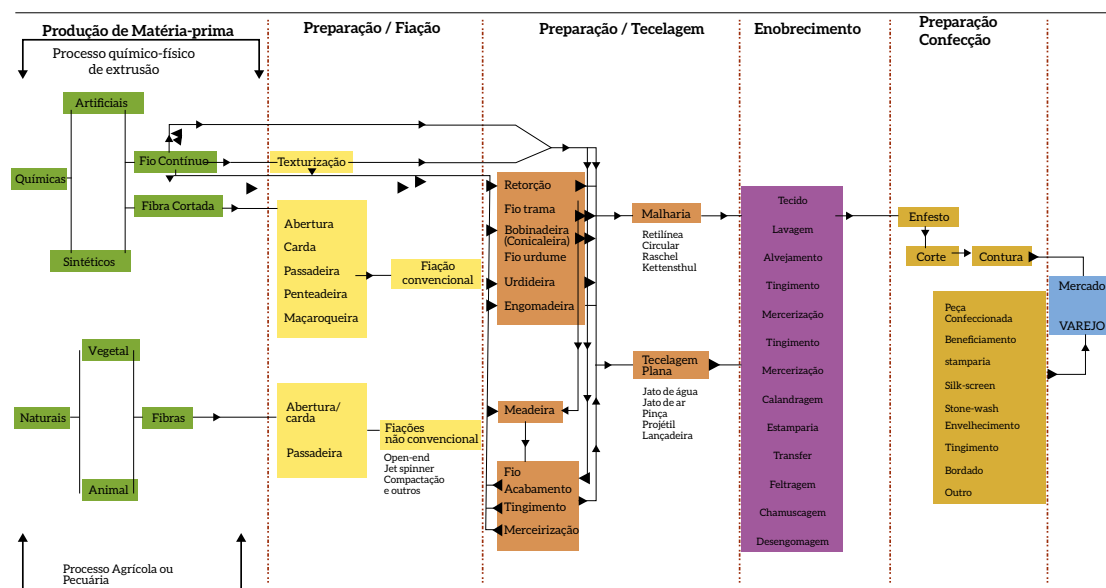 Produção de Matéria-prima
Processo químico-físico
de extrusão
Artificiais
Químicas
Fio Contínuo
Fibra Cortada
Sintéticos
Vegetal
Naturais
Fibras
Animal
Processo Agrícola ou
Pecuária
Preparação / Fiação
Texturização
Abertura
Carda
Passadeira
Penteadeira
Maçaroqueira
Fiação
convencional
Abertura/
carda
Passadeira
Fiações
não convencional
Open-end
Jet spinner
Compactação
e outros
Preparação / Tecelagem
Retorção
Fio trama
Bobinadeira
(Conicaleira)
Fio urdume
Urdideira
Engomadeira
Meadeira
Fio
Acabamento
Tingimento
Merceirização
Malharia
Retilínea
Circular
Raschel
Kettensthul
Tecelagem
Plana
Jato de água
Jato de ar
Pinça
Projétil
Lançadeira
Enobrecimento
Tecido
Lavagem
Alvejamento
Tingimento
Mercerização
Tingimento
Mercerização
Calandragem
Estamparia
Transfer
Feltragem
Chamuscagem
Desengomagem
Preparação
Confecção
Enfesto
Corte
Contura
Peça
Confeccionada
Beneficiamento
stamparia
Silk-screen
Stone-wash
Envelhecimento
Tingimento
Bordado
Outro
Mercado
VAREJO